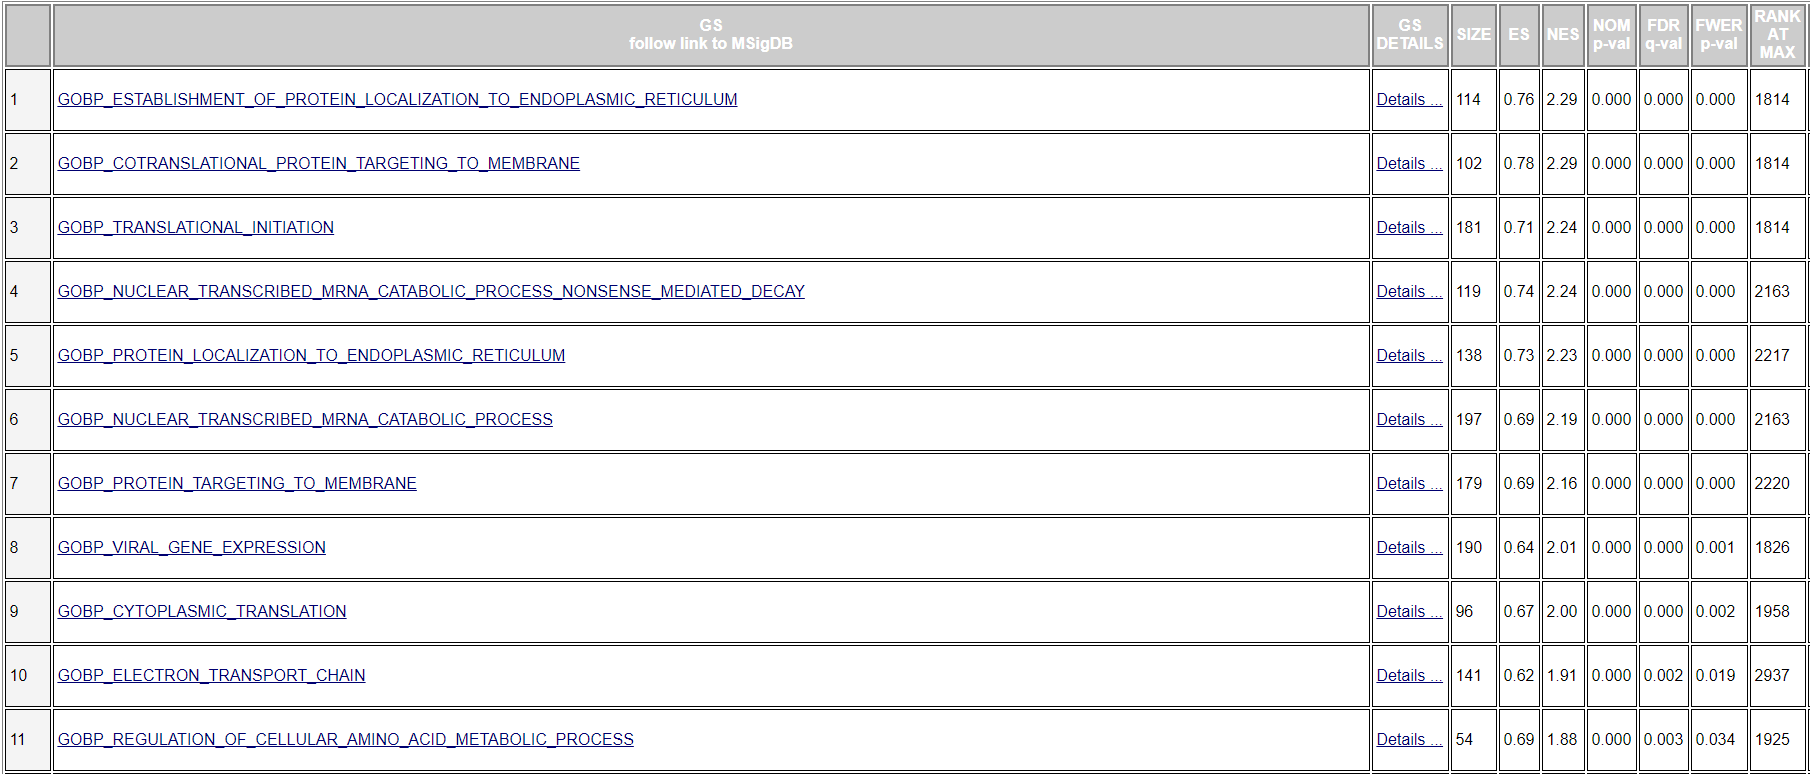 GS
follow link to MSigDB
GS
DETAILS
SIZE
ES
NES
NOM
p-val
FDR
q-val
FWER
p-val
RANK
AT
MAX
1 GOBP_ESTABLISHMENT_OF_PROTEIN_LOCALIZATION_TO_ENDOPLASMIC_RETICULUM Details ... 114 0.76 2.29 0.000 0.000 0.000 1814
2 GOBP_COTRANSLATIONAL_PROTEIN_TARGETING_TO_MEMBRANE Details ... 102 0.78 2.29 0.000 0.000 0.000 1814
3 GOBP_TRANSLATIONAL_INITIATION Details ... 181 0.71 2.24 0.000 0.000 0.000 1814
4 GOBP_NUCLEAR_TRANSCRIBED_MRNA_CATABOLIC_PROCESS_NONSENSE_MEDIATED_DECAY Details ... 119 0.74 2.24 0.000 0.000 0.000 2163
5 GOBP_PROTEIN_LOCALIZATION_TO_ENDOPLASMIC_RETICULUM Details ... 138 0.73 2.23 0.000 0.000 0.000 2217
6 GOBP_NUCLEAR_TRANSCRIBED_MRNA_CATABOLIC_PROCESS Details ... 197 0.69 2.19 0.000 0.000 0.000 2163
7 GOBP_PROTEIN_TARGETING_TO_MEMBRANE Details ... 179 0.69 2.16 0.000 0.000 0.000 2220
8 GOBP_VIRAL_GENE_EXPRESSION Details ... 190 0.64 2.01 0.000 0.000 0.001 1826
9 GOBP_CYTOPLASMIC_TRANSLATION Details ... 96 0.67 2.00 0.000 0.000 0.002 1958
10 GOBP_ELECTRON_TRANSPORT_CHAIN Details ... 141 0.62 1.91 0.000 0.002 0.019 2937
11 GOBP_REGULATION_OF_CELLULAR_AMINO_ACID_METABOLIC_PROCESS Details ... 54 0.69 1.88 0.000 0.003 0.034 1925